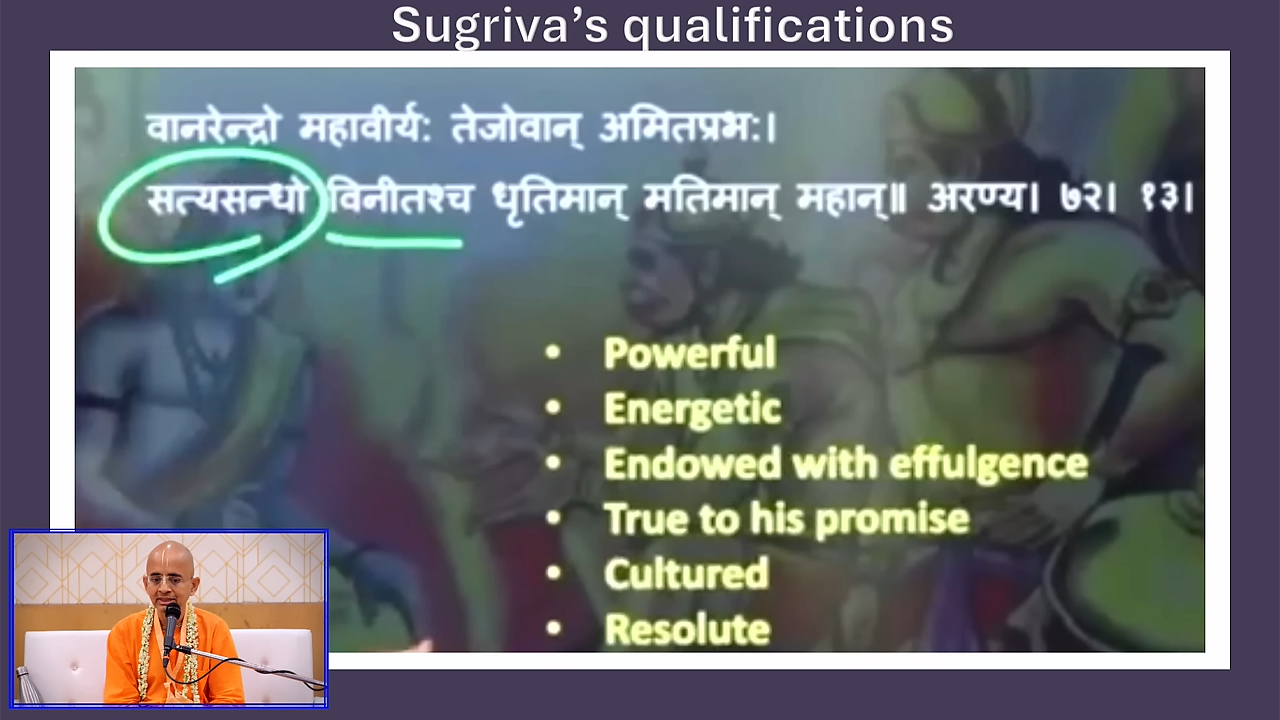 Sugriva’s qualifications
वानरेन्द्रो महावीर्य: तेजोवान् अमितप्रभ:।
सत्यसन्धो विनीतश्च धृतिमान् मतिमान् महान्॥ अरण्य। ७२। १३।
• Powerful
• Energetic
• Endowed with effulgence
• True to his promise
• Cultured
• Resolute